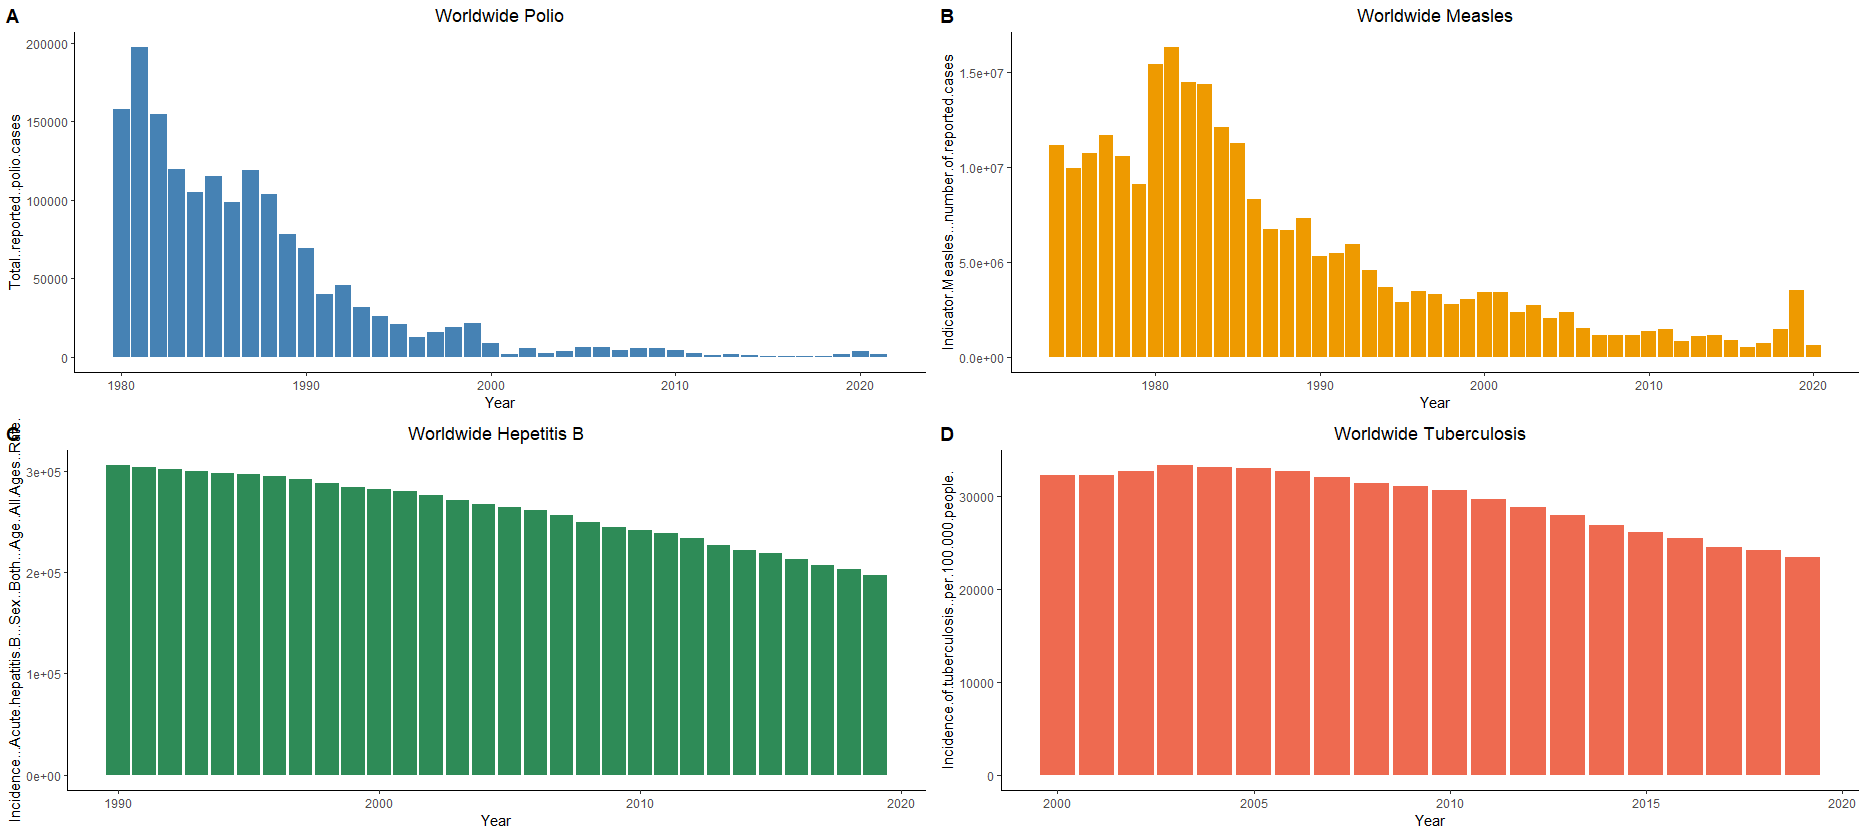 A
Worldwide Polio
Total..reported..polio.cases
200000
150000
100000
50000
0
1980
1990
2000
2010
2020
Year
B
Worldwide Measles
Indicator.Measles...number.of.reported.cases
1.5e+07
1.0e+07
5.0e+06
0.0e+00
1980
1990
2000
2010
2020
Year
C
Worldwide Hepetitis B
Incidence...Acute.hepatitis.B...Sex..Both...Age..All.Ages..Rate.
3e+05
2e+05
1e+05
0e+00
1990
2000
2010
2020
Year
D
Worldwide Tuberculosis
Incidence.of.tuberculosis..per.100.000.people.
30000
20000
10000
0
2000
2005
2010
2015
2020
Year